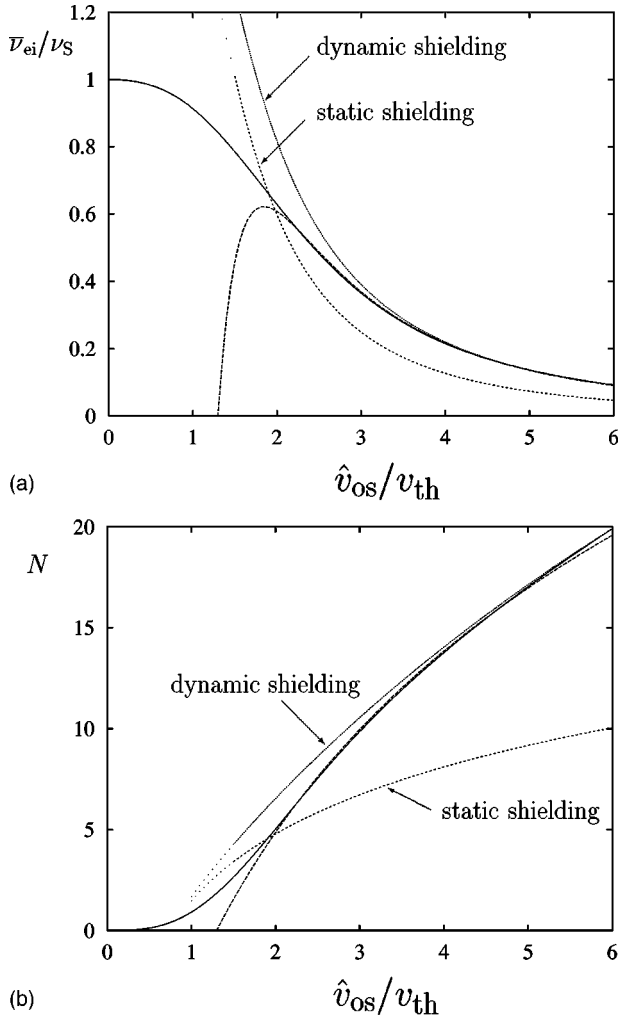 1.2
ν̅ei/νS
dynamic shielding
1
static shielding
0.8
0.6
0.4
0.2
0
0 1 2 3 4 5 6
(a)
v̂os/vth
20
N
15
dynamic shielding
10
static shielding
5
0
0 1 2 3 4 5 6
(b)
v̂os/vth